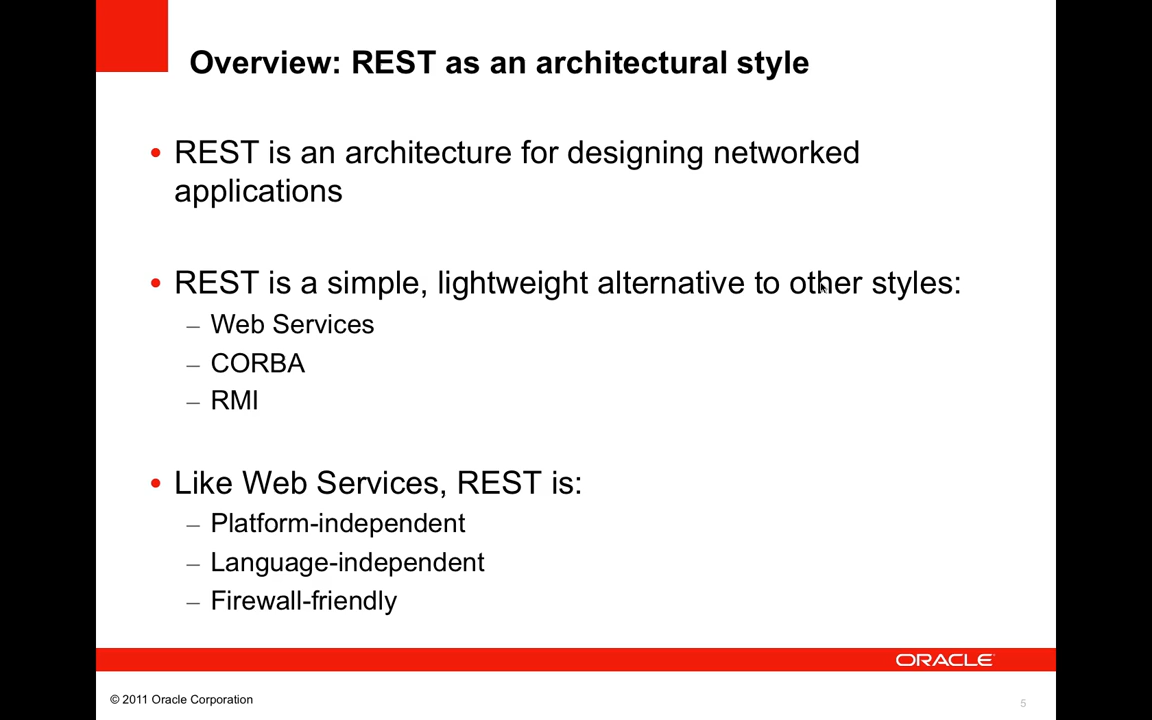 Overview: REST as an architectural style
• REST is an architecture for designing networked
applications
• REST is a simple, lightweight alternative to other styles:
– Web Services
– CORBA
– RMI
• Like Web Services, REST is:
– Platform-independent
– Language-independent
– Firewall-friendly
ORACLE
© 2011 Oracle Corporation
5